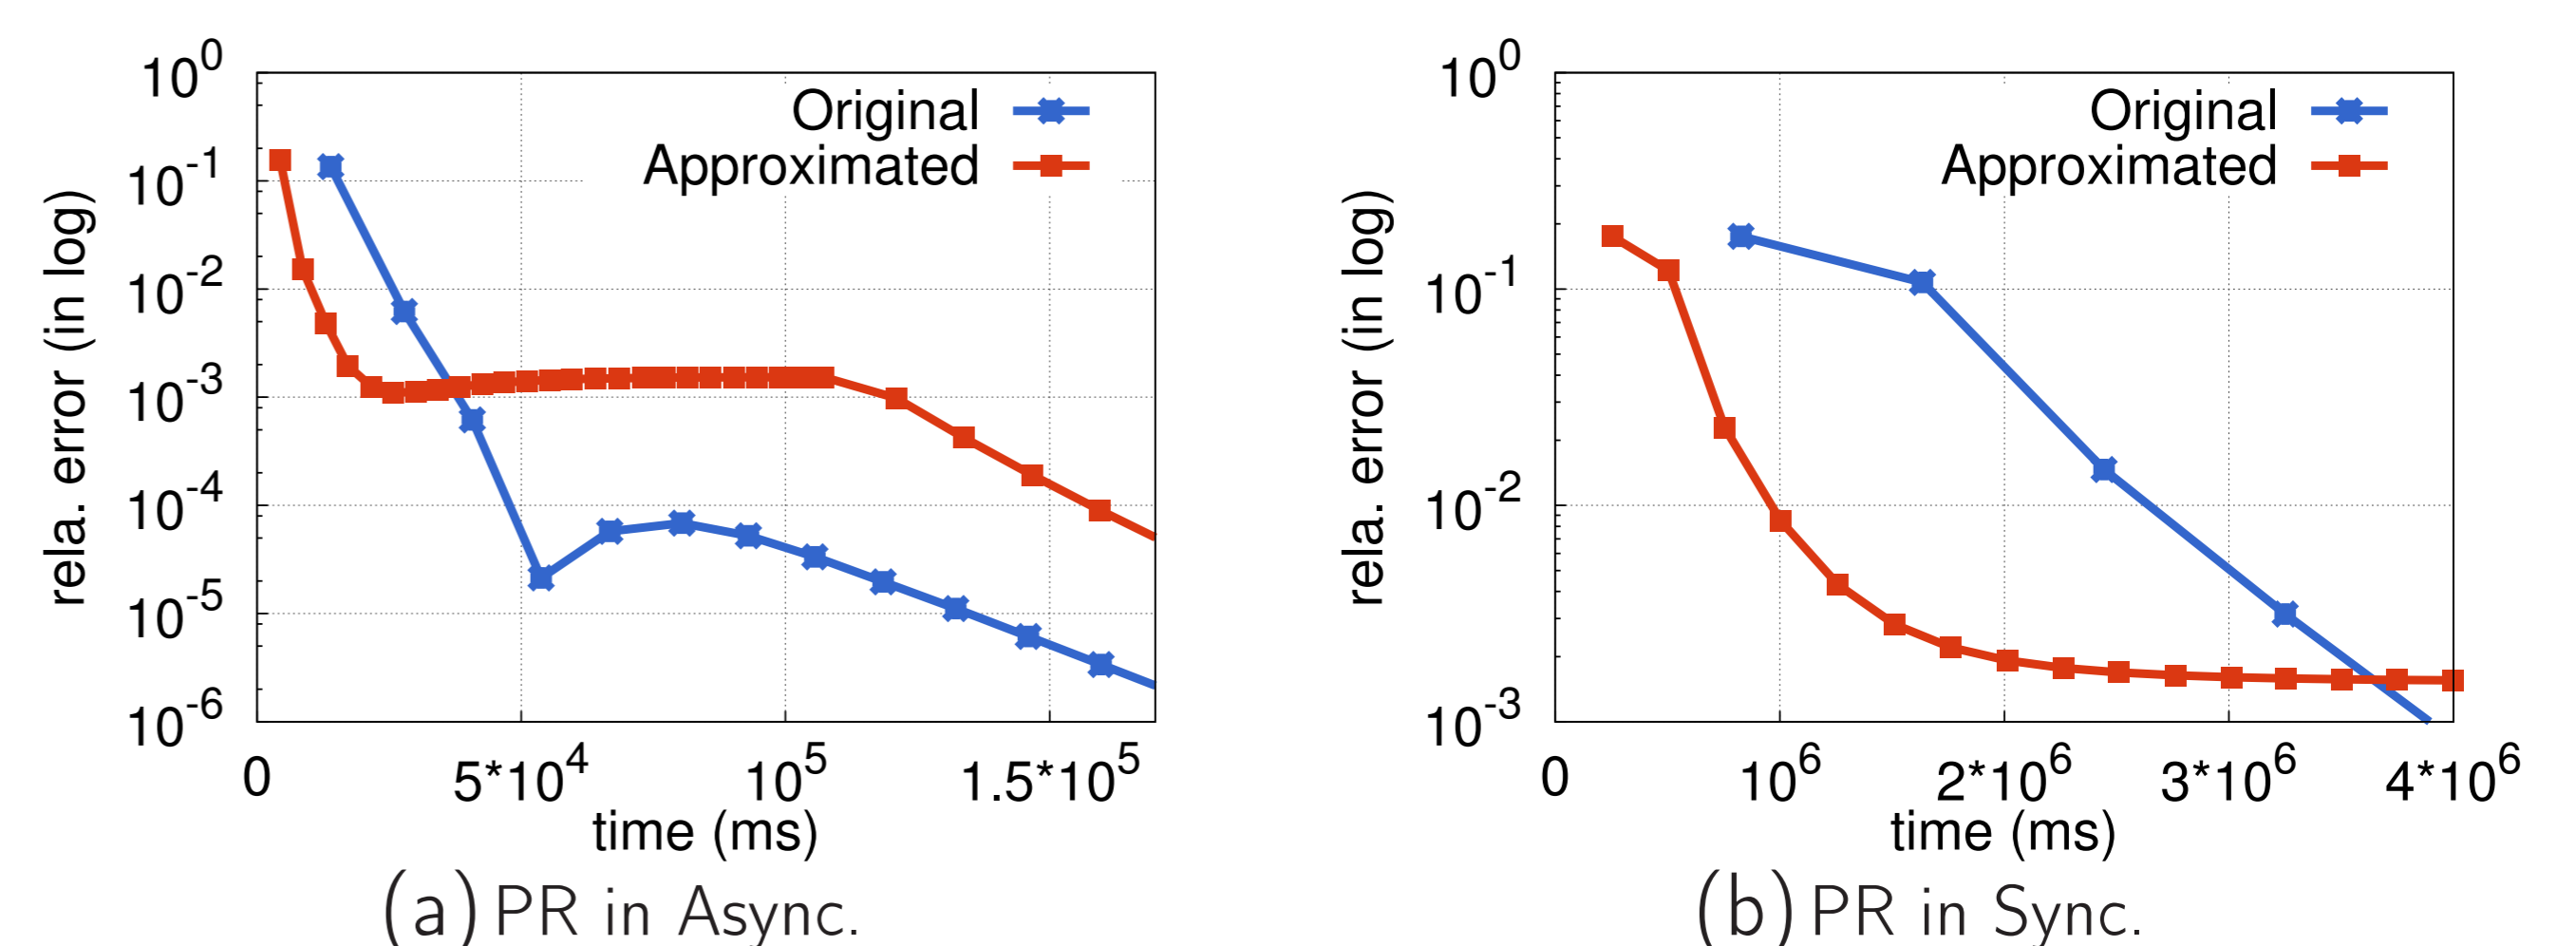 rela. error (in log)
10^0
10^-1
10^-2
10^-3
10^-4
10^-5
10^-6
Original
Approximated
0 5*10^4 10^5 1.5*10^5
time (ms)
(a) PR in Async.
rela. error (in log)
10^0
10^-1
10^-2
10^-3
Original
Approximated
0 10^6 2*10^6 3*10^6 4*10^6
time (ms)
(b) PR in Sync.